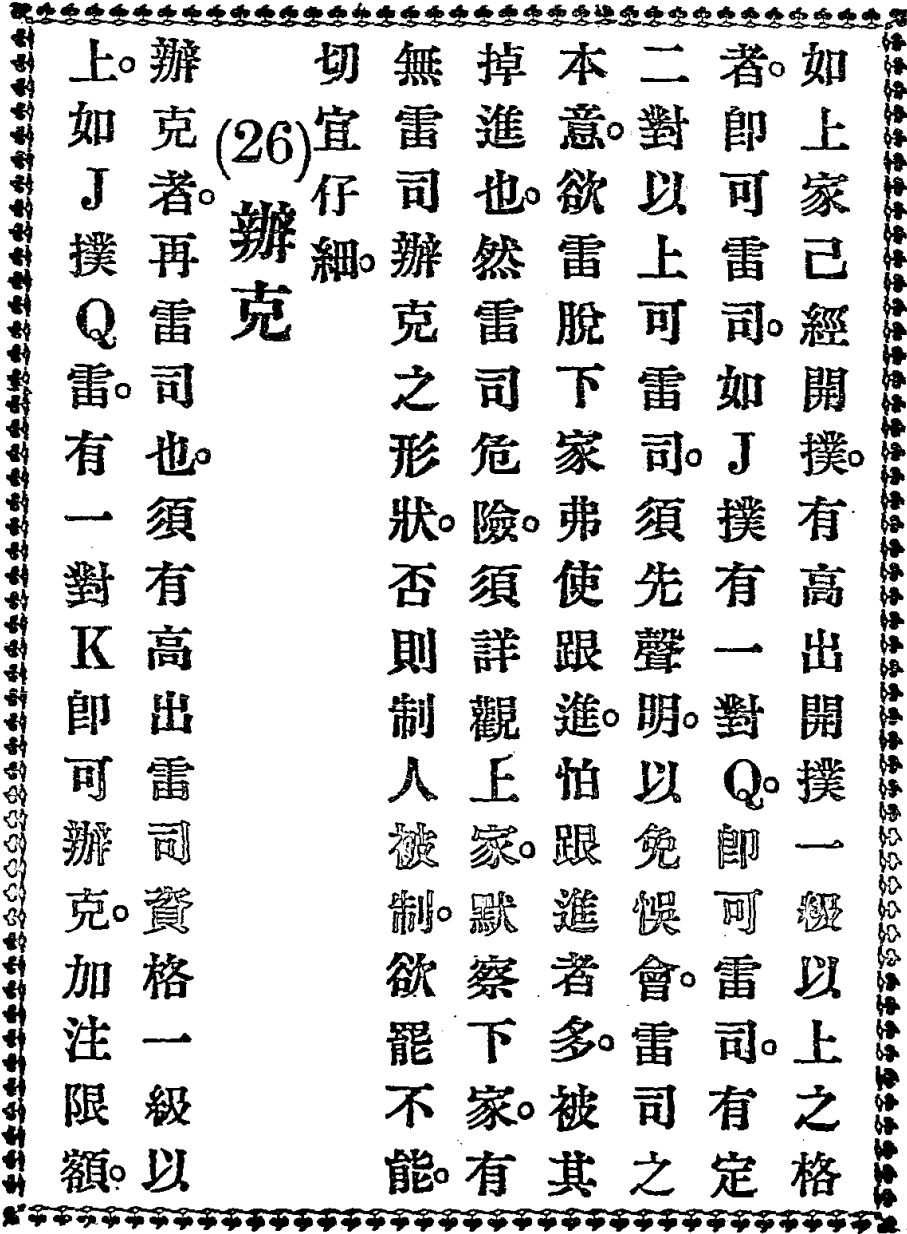 如上家己經開撲。有高出開撲一級以上之格
者。即可雷司。如J撲有一對Q。即可雷司。有定
二對以上可雷司。須先聲明。以免悞會。雷司之
本意。欲雷脫下家弗使跟進。怕跟進者多。被其
掉進也。然雷司危險。須詳觀上家。默察下家。有
無雷司辦克之形狀。否則制人被制。欲罷不能。
切宜仔細。
(26)辦克
辦克者。再雷司也。須有高出雷司資格一級以
上。如J撲Q雷。有一對K即可辦克。加注限額。